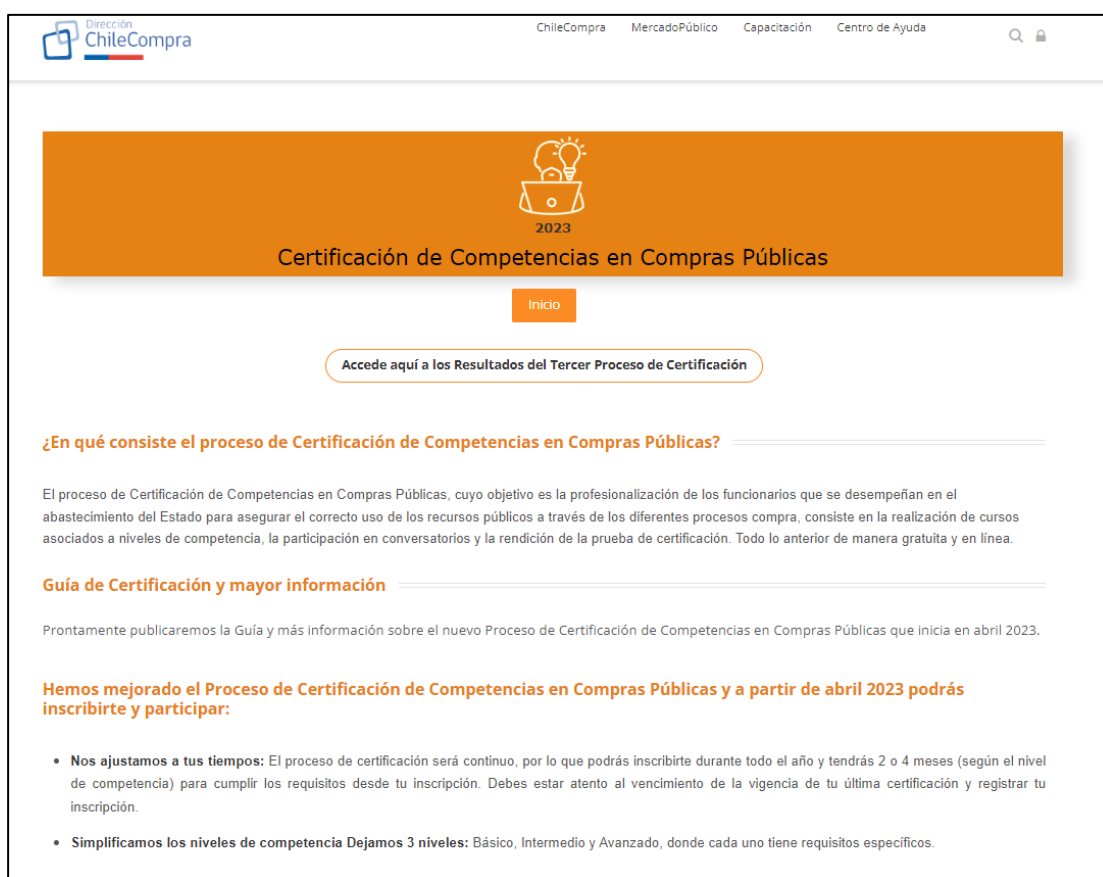 Dirección
ChileCompra
ChileCompra MercadoPúblico Capacitación Centro de Ayuda
2023
Certificación de Competencias en Compras Públicas
Inicio
Accede aquí a los Resultados del Tercer Proceso de Certificación
¿En qué consiste el proceso de Certificación de Competencias en Compras Públicas?
El proceso de Certificación de Competencias en Compras Públicas, cuyo objetivo es la profesionalización de los funcionarios que se desempeñan en el
abastecimiento del Estado para asegurar el correcto uso de los recursos públicos a través de los diferentes procesos compra, consiste en la realización de cursos
asociados a niveles de competencia, la participación en conversatorios y la rendición de la prueba de certificación. Todo lo anterior de manera gratuita y en línea.
Guía de Certificación y mayor información
Prontamente publicaremos la Guía y más información sobre el nuevo Proceso de Certificación de Competencias en Compras Públicas que inicia en abril 2023.
Hemos mejorado el Proceso de Certificación de Competencias en Compras Públicas y a partir de abril 2023 podrás
inscribirte y participar:
• Nos ajustamos a tus tiempos: El proceso de certificación será continuo, por lo que podrás inscribirte durante todo el año y tendrás 2 o 4 meses (según el nivel
de competencia) para cumplir los requisitos desde tu inscripción. Debes estar atento al vencimiento de la vigencia de tu última certificación y registrar tu
inscripción.
• Simplificamos los niveles de competencia Dejamos 3 niveles: Básico, Intermedio y Avanzado, donde cada uno tiene requisitos específicos.